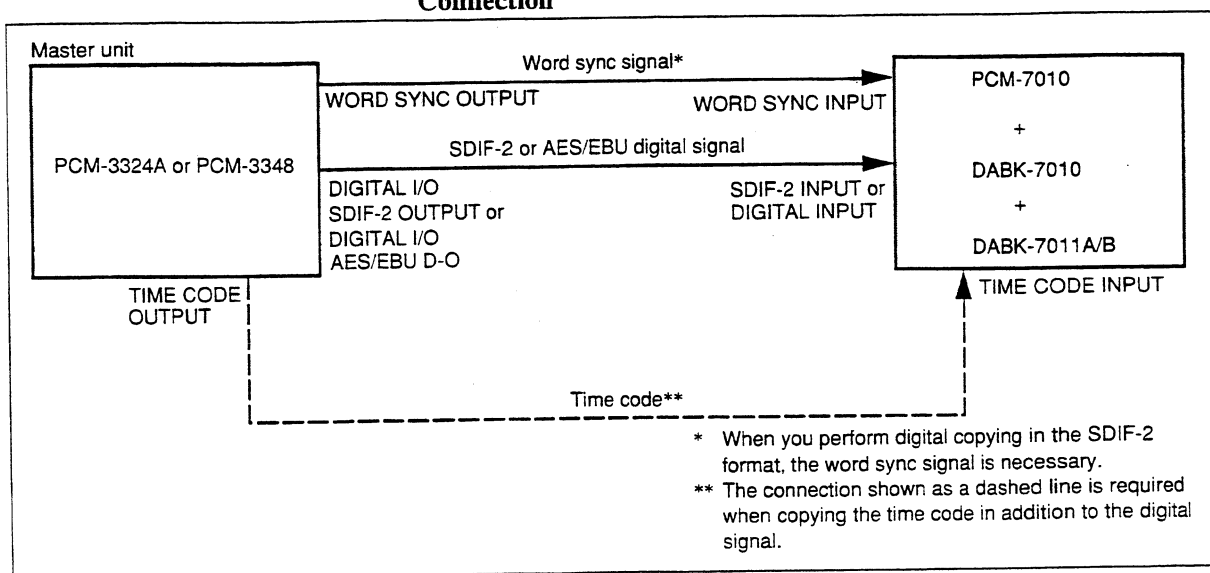 Connection
Master unit
PCM-3324A or PCM-3348
Word sync signal*
WORD SYNC OUTPUT
WORD SYNC INPUT
SDIF-2 or AES/EBU digital signal
DIGITAL I/O
SDIF-2 OUTPUT or
DIGITAL I/O
AES/EBU D-O
SDIF-2 INPUT or
DIGITAL INPUT
PCM-7010
+
DABK-7010
+
DABK-7011A/B
TIME CODE
OUTPUT
TIME CODE INPUT
Time code**
* When you perform digital copying in the SDIF-2
format, the word sync signal is necessary.
** The connection shown as a dashed line is required
when copying the time code in addition to the digital
signal.